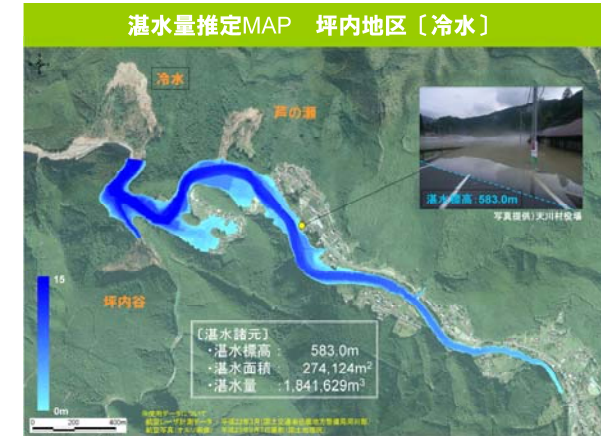 湛水量推定MAP 坪内地区〔冷水〕
冷水
芦の瀬
湛水標高:583.0m
写真提供)天川村役場
15
坪内谷
0m
〔湛水諸元〕
・湛水標高: 583.0m
・湛水面積 274,124m²
・湛水量 :1,841,629m³
0 200 400m